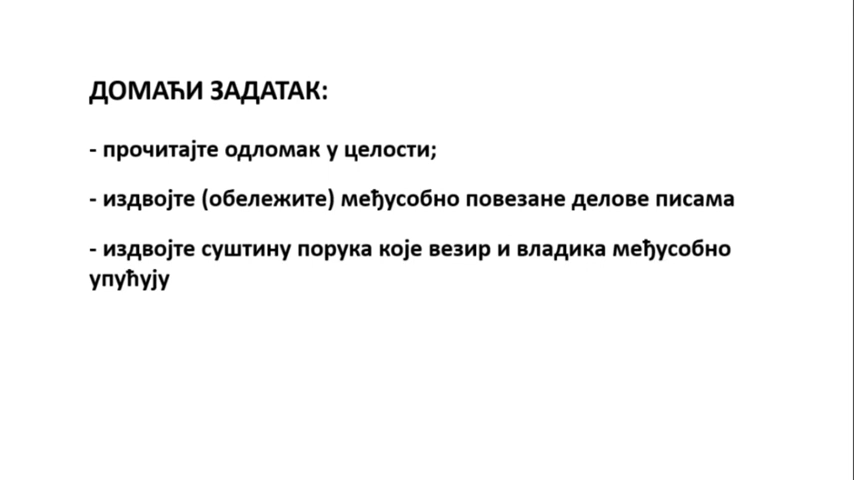 ДОМАЋИ ЗАДАТАК:
- прочитајте одломак у целости;
- издвојте (обележите) међусобно повезане делове писама
- издвојте суштину порука које везир и владика међусобно
упућују